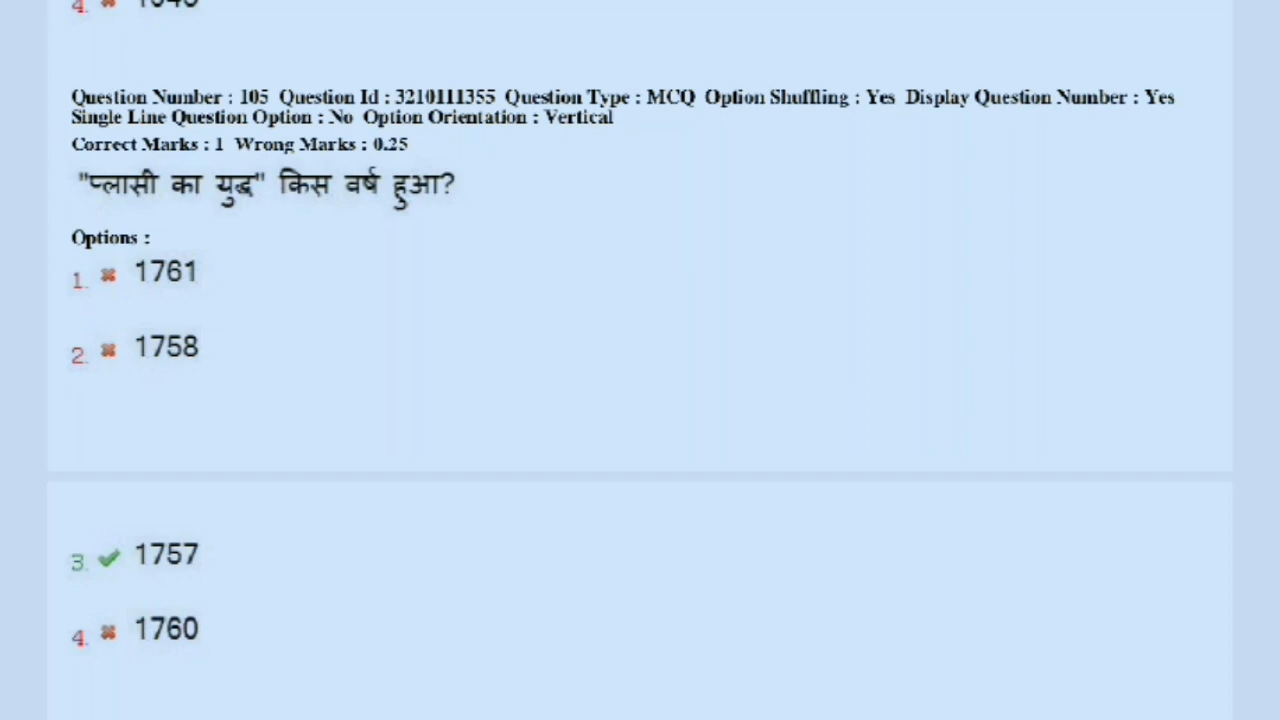 4.
Question Number : 105 Question Id : 3210111355 Question Type : MCQ Option Shuffling : Yes Display Question Number : Yes
Single Line Question Option : No Option Orientation : Vertical
Correct Marks : 1 Wrong Marks : 0.25
"प्लासी का युद्ध" किस वर्ष हुआ?
Options :
1. 1761
2. 1758
3. 1757
4. 1760